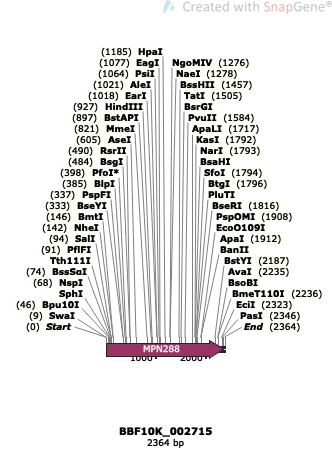 Created with SnapGene®
(1185) HpaI
(1077) EagI NgoMIV (1276)
(1064) PsiI NaeI (1278)
(1021) AleI BssHII (1457)
(1018) EarI TatI (1505)
(927) HindIII BsrGI
(897) BstAPI PvuII (1584)
(821) MmeI ApaLI (1717)
(605) AseI KasI (1792)
(490) RsrII NarI (1793)
(484) BsgI BsaHI
(398) PfoI* SfoI (1794)
(385) BlpI BtgI (1796)
(337) PspFI PluTI
(333) BseYI BseRI (1816)
(146) BmtI PspOMI (1908)
(142) NheI EcoO109I
(94) SalI ApaI (1912)
(91) PflFI BanII
Tth111I BstYI (2187)
(74) BssSαI AvaI (2235)
(68) NspI BsoBI
SphI BmeT110I (2236)
(46) Bpu10I EciI (2323)
(9) SwaI PasI (2346)
(0) Start End (2364)
MPN288
1000 2000
BBF10K_002715
2364 bp